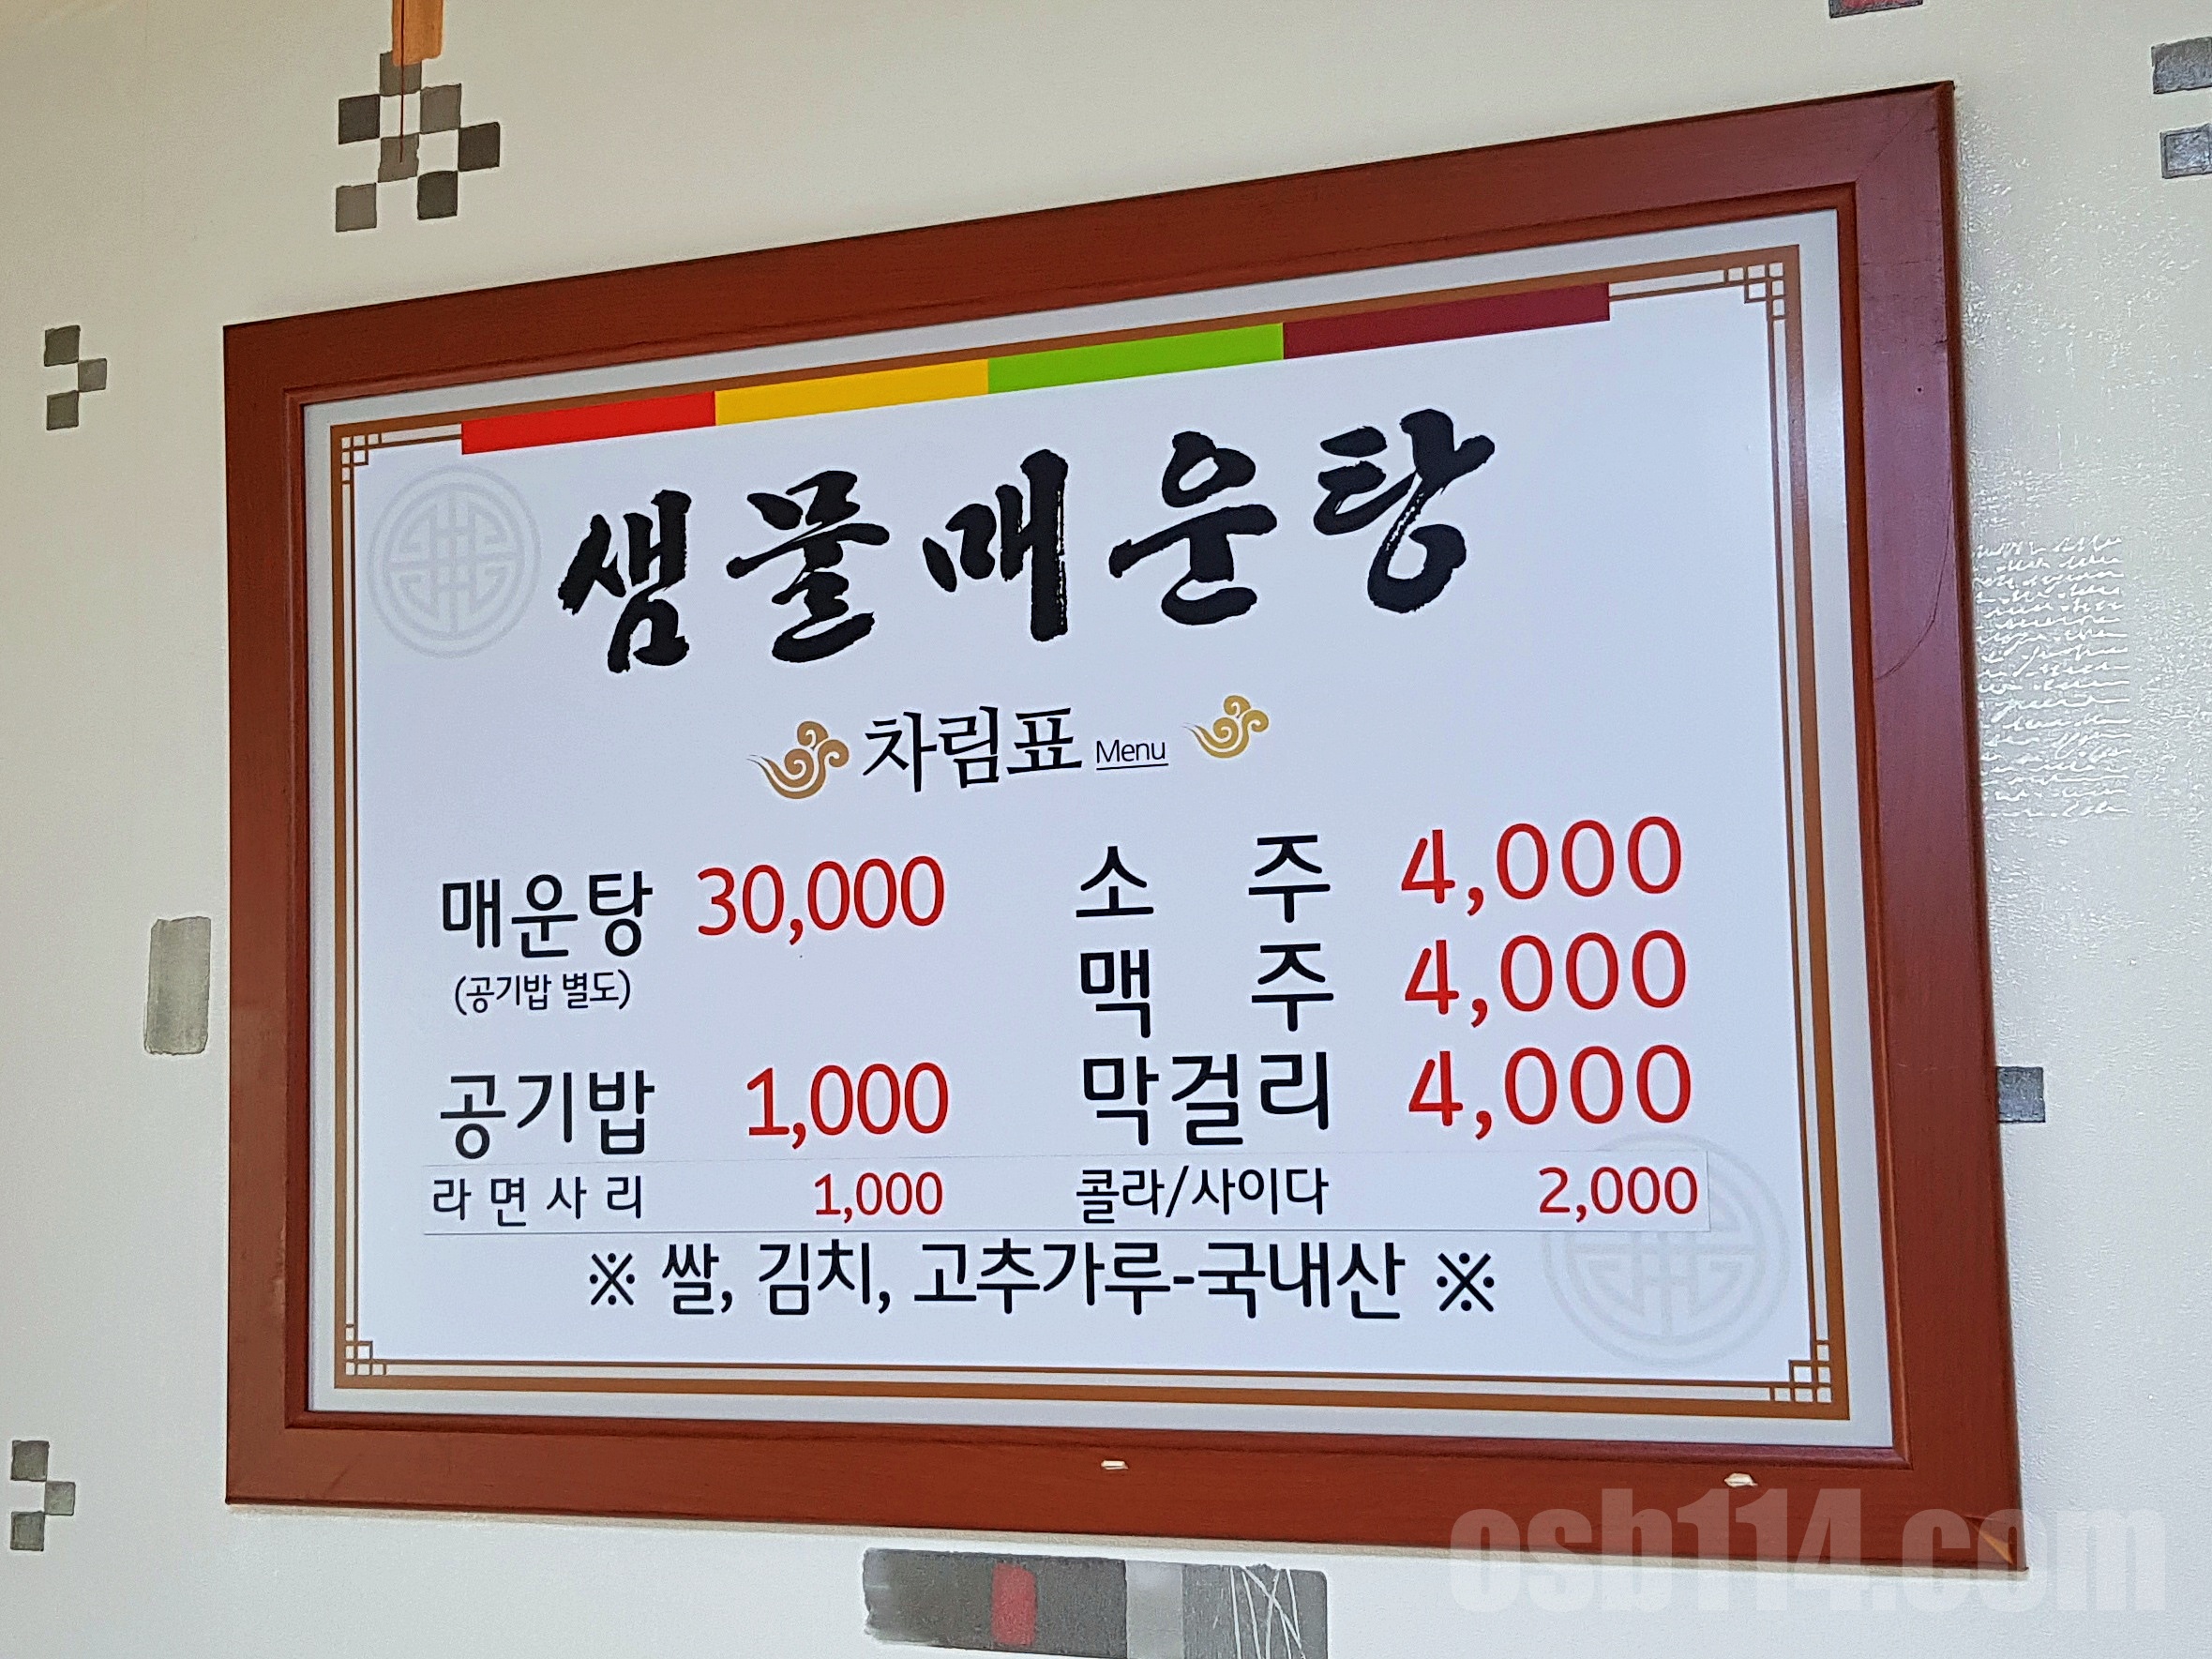 샘물매운탕
차림표 Menu
매운탕 30,000
(공기밥 별도)
공기밥 1,000
라면사리 1,000
소 주 4,000
맥 주 4,000
막걸리 4,000
콜라/사이다 2,000
※ 쌀, 김치, 고추가루-국내산 ※
osb114.com